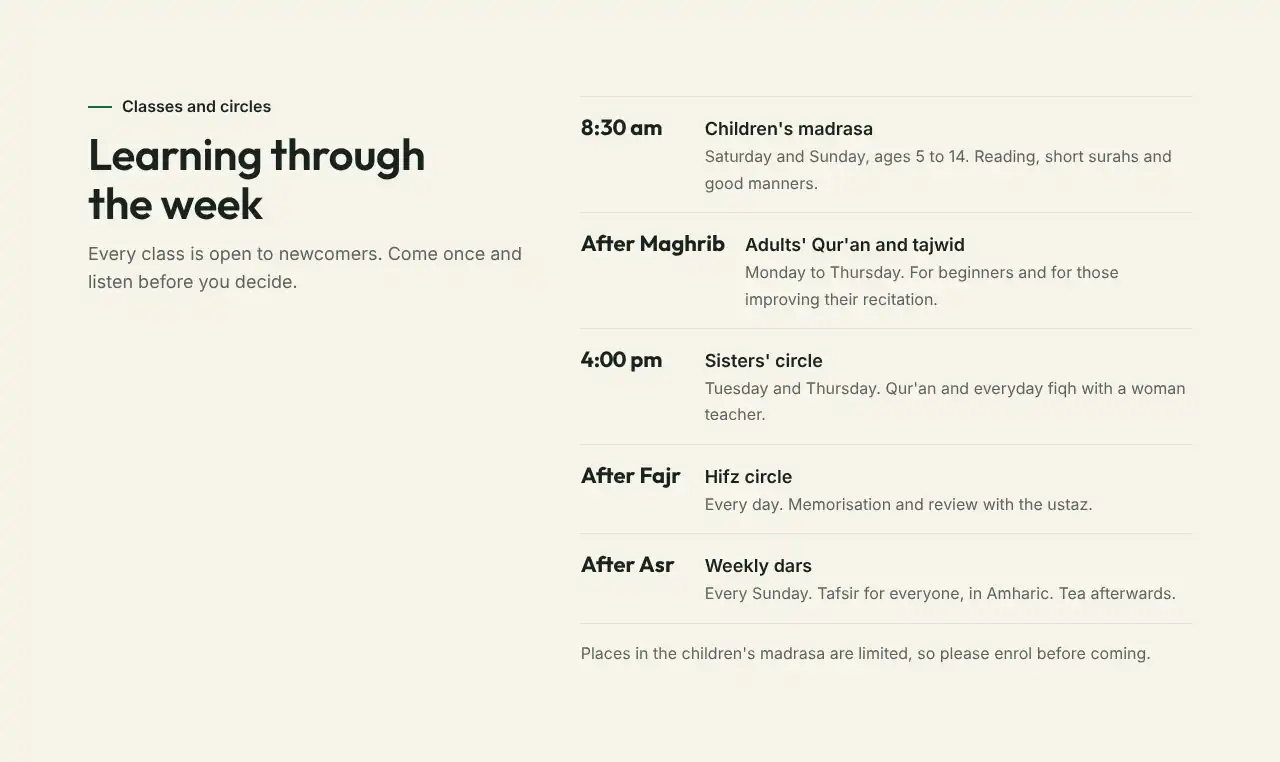 Classes and circles
Learning through
the week
Every class is open to newcomers. Come once and
listen before you decide.
8:30 am
Children's madrasa
Saturday and Sunday, ages 5 to 14. Reading, short surahs and
good manners.
After Maghrib
Adults' Qur'an and tajwid
Monday to Thursday. For beginners and for those
improving their recitation.
4:00 pm
Sisters' circle
Tuesday and Thursday. Qur'an and everyday fiqh with a woman
teacher.
After Fajr
Hifz circle
Every day. Memorisation and review with the ustaz.
After Asr
Weekly dars
Every Sunday. Tafsir for everyone, in Amharic. Tea afterwards.
Places in the children's madrasa are limited, so please enrol before coming.